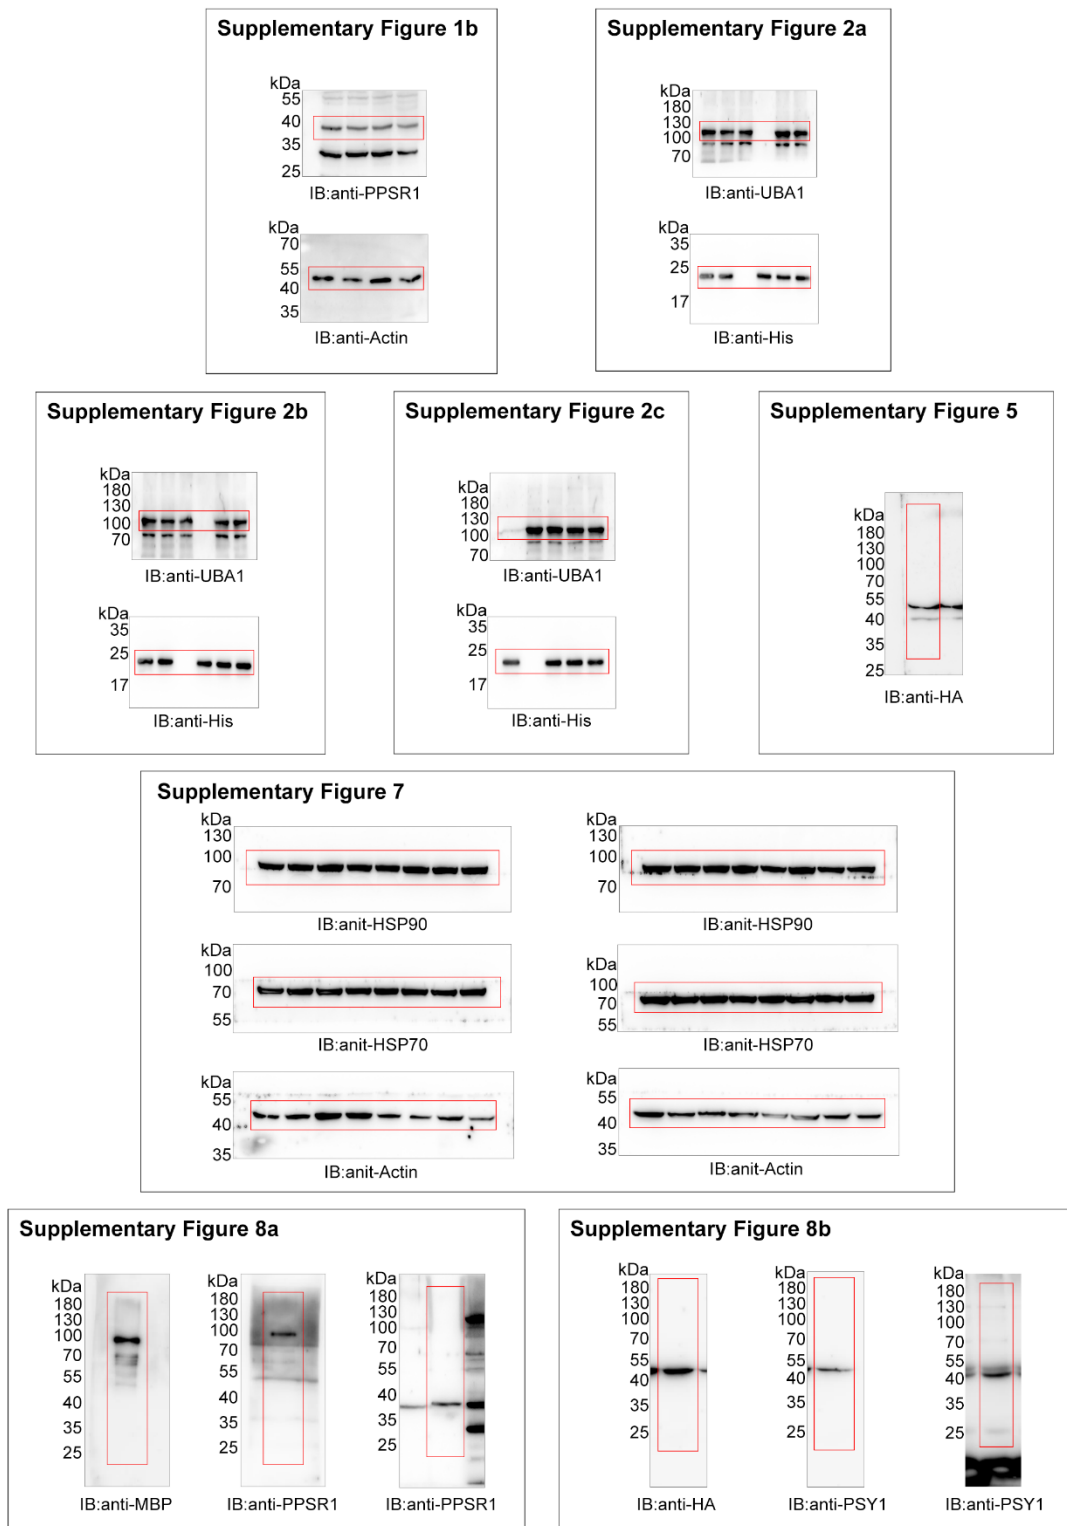 Supplementary Figure 1b
kDa
55
40
35
25
IB:anti-PPSR1
kDa
70
55
40
35
IB:anti-Actin
Supplementary Figure 2a
kDa
180
130
100
70
IB:anti-UBA1
kDa
35
25
17
IB:anti-His
Supplementary Figure 2b
kDa
180
130
100
70
IB:anti-UBA1
kDa
35
25
17
IB:anti-His
Supplementary Figure 2c
kDa
180
130
100
70
IB:anti-UBA1
kDa
35
25
17
IB:anti-His
Supplementary Figure 5
kDa
180
130
100
70
55
40
35
25
IB:anti-HA
Supplementary Figure 7
kDa
130
100
70
IB:anit-HSP90
kDa
130
100
70
IB:anit-HSP90
kDa
100
70
55
IB:anit-HSP70
kDa
100
70
55
IB:anit-HSP70
kDa
55
40
35
IB:anit-Actin
kDa
55
40
35
IB:anit-Actin
Supplementary Figure 8a
kDa
180
130
100
70
55
40
35
25
IB:anti-MBP
kDa
180
130
100
70
55
40
35
25
IB:anti-PPSR1
kDa
180
130
100
70
55
40
35
25
IB:anti-PPSR1
Supplementary Figure 8b
kDa
180
130
100
70
55
40
35
25
IB:anti-HA
kDa
180
130
100
70
55
40
35
25
IB:anti-PSY1
kDa
180
130
100
70
55
40
35
25
IB:anti-PSY1